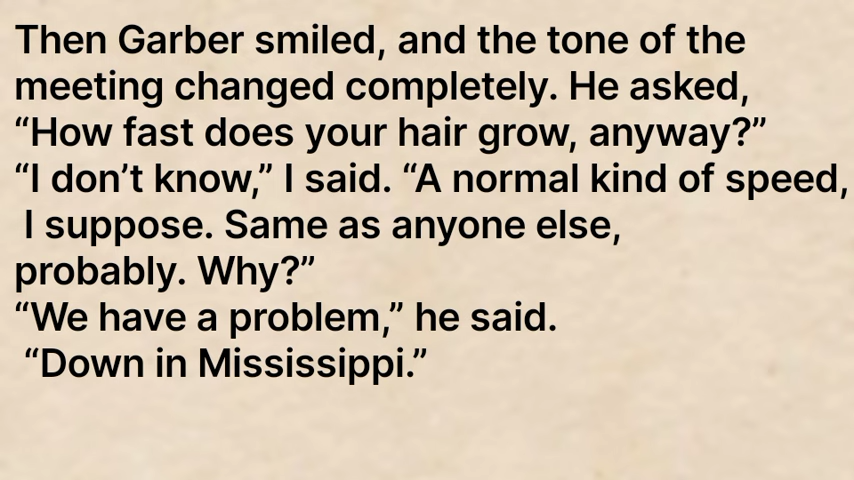 Then Garber smiled, and the tone of the
meeting changed completely. He asked,
“How fast does your hair grow, anyway?”
“I don’t know,” I said. “A normal kind of speed,
I suppose. Same as anyone else,
probably. Why?”
“We have a problem,” he said.
“Down in Mississippi.”